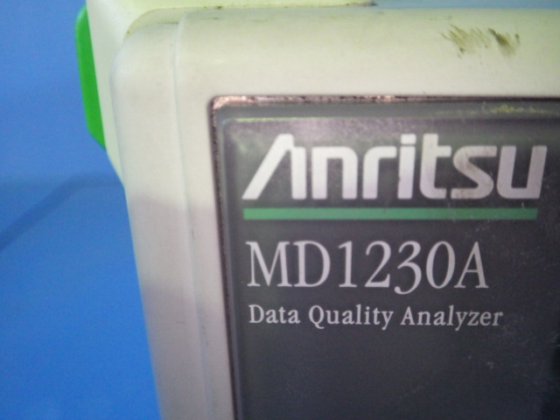 Anritsu
MD1230A
Data Quality Analyzer